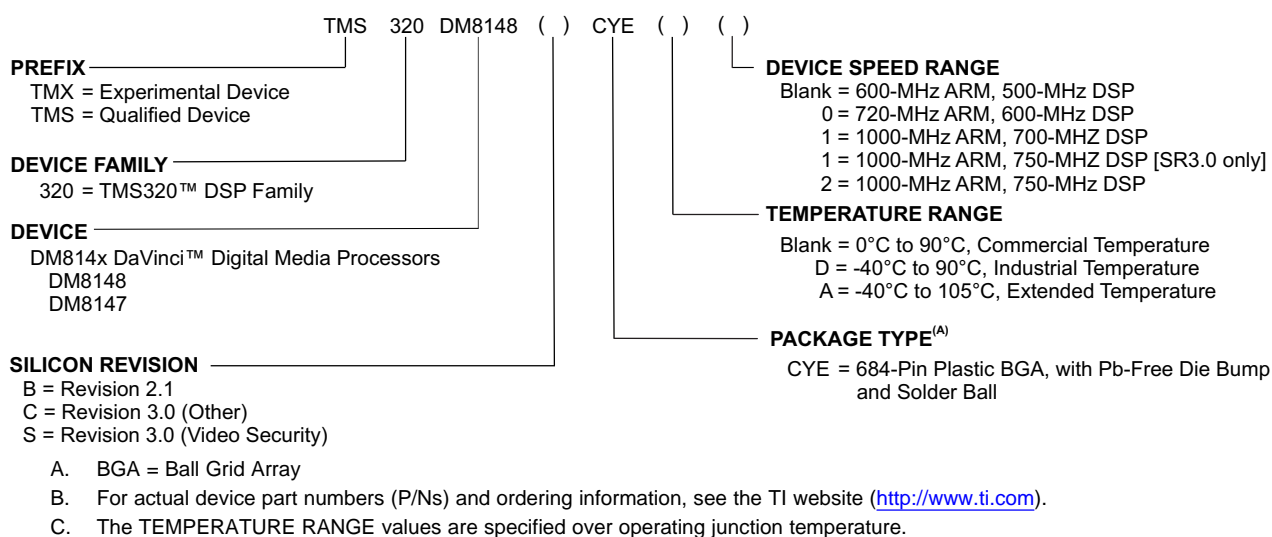 TMS 320 DM8148 ( ) CYE ( ) ( )
PREFIX
TMX = Experimental Device
TMS = Qualified Device
DEVICE FAMILY
320 = TMS320™ DSP Family
DEVICE
DM814x DaVinci™ Digital Media Processors
DM8148
DM8147
SILICON REVISION
B = Revision 2.1
C = Revision 3.0 (Other)
S = Revision 3.0 (Video Security)
DEVICE SPEED RANGE
Blank = 600-MHz ARM, 500-MHz DSP
0 = 720-MHz ARM, 600-MHz DSP
1 = 1000-MHz ARM, 700-MHZ DSP
1 = 1000-MHz ARM, 750-MHZ DSP [SR3.0 only]
2 = 1000-MHz ARM, 750-MHz DSP
TEMPERATURE RANGE
Blank = 0°C to 90°C, Commercial Temperature
D = -40°C to 90°C, Industrial Temperature
A = -40°C to 105°C, Extended Temperature
PACKAGE TYPE(A)
CYE = 684-Pin Plastic BGA, with Pb-Free Die Bump
and Solder Ball
A. BGA = Ball Grid Array
B. For actual device part numbers (P/Ns) and ordering information, see the TI website (http://www.ti.com).
C. The TEMPERATURE RANGE values are specified over operating junction temperature.